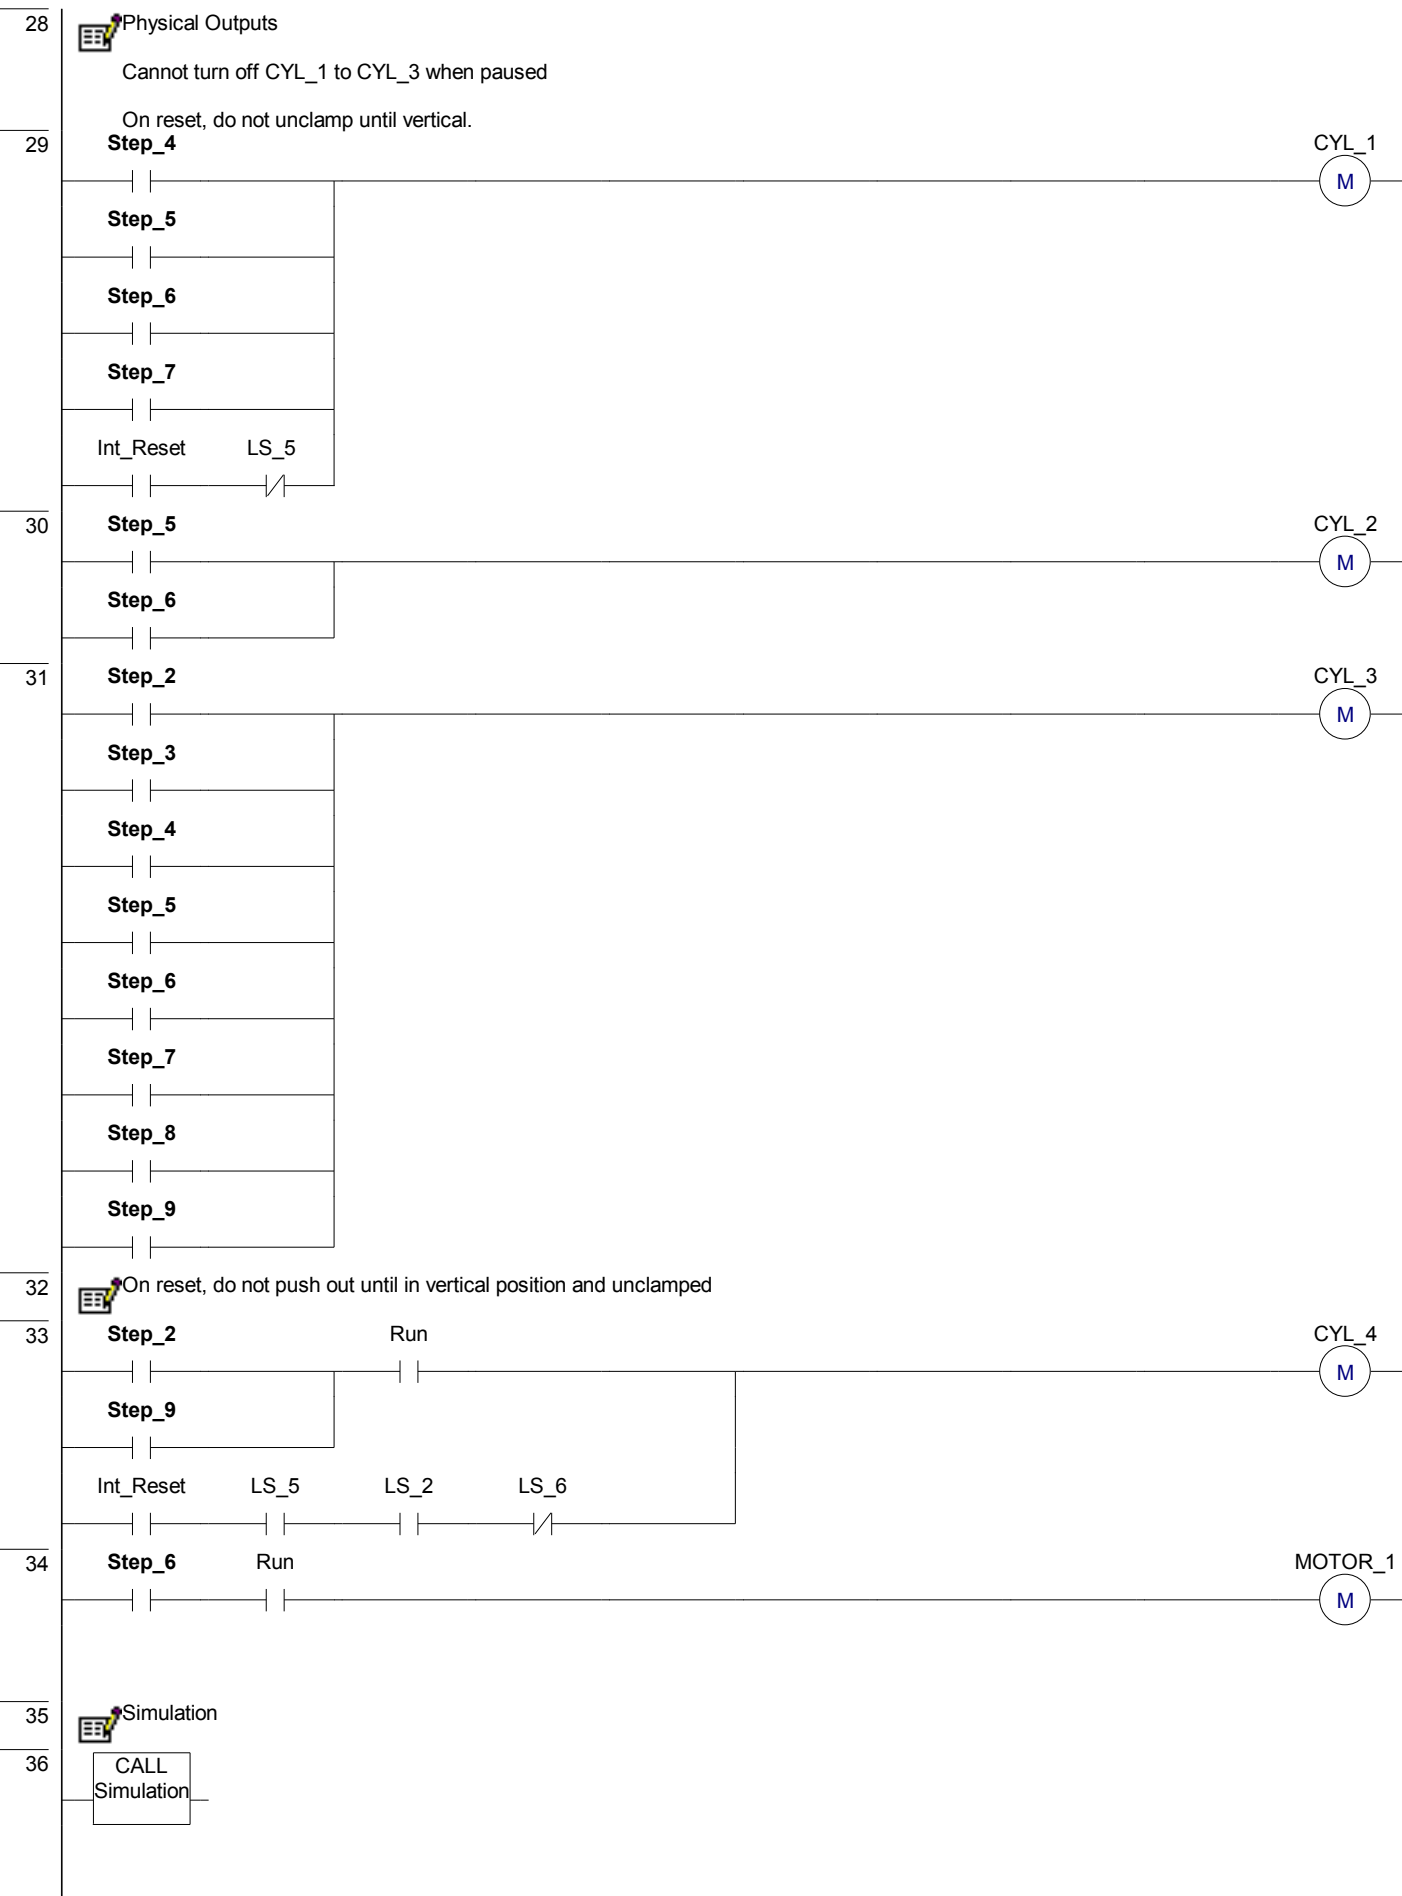 28 Physical Outputs
Cannot turn off CYL_1 to CYL_3 when paused
On reset, do not unclamp until vertical.
29 Step_4 CYL_1
M
Step_5
Step_6
Step_7
Int_Reset LS_5
30 Step_5 CYL_2
M
Step_6
31 Step_2 CYL_3
M
Step_3
Step_4
Step_5
Step_6
Step_7
Step_8
Step_9
32 On reset, do not push out until in vertical position and unclamped
33 Step_2 Run CYL_4
M
Step_9
Int_Reset LS_5 LS_2 LS_6
34 Step_6 Run MOTOR_1
M
35 Simulation
36 CALL
Simulation